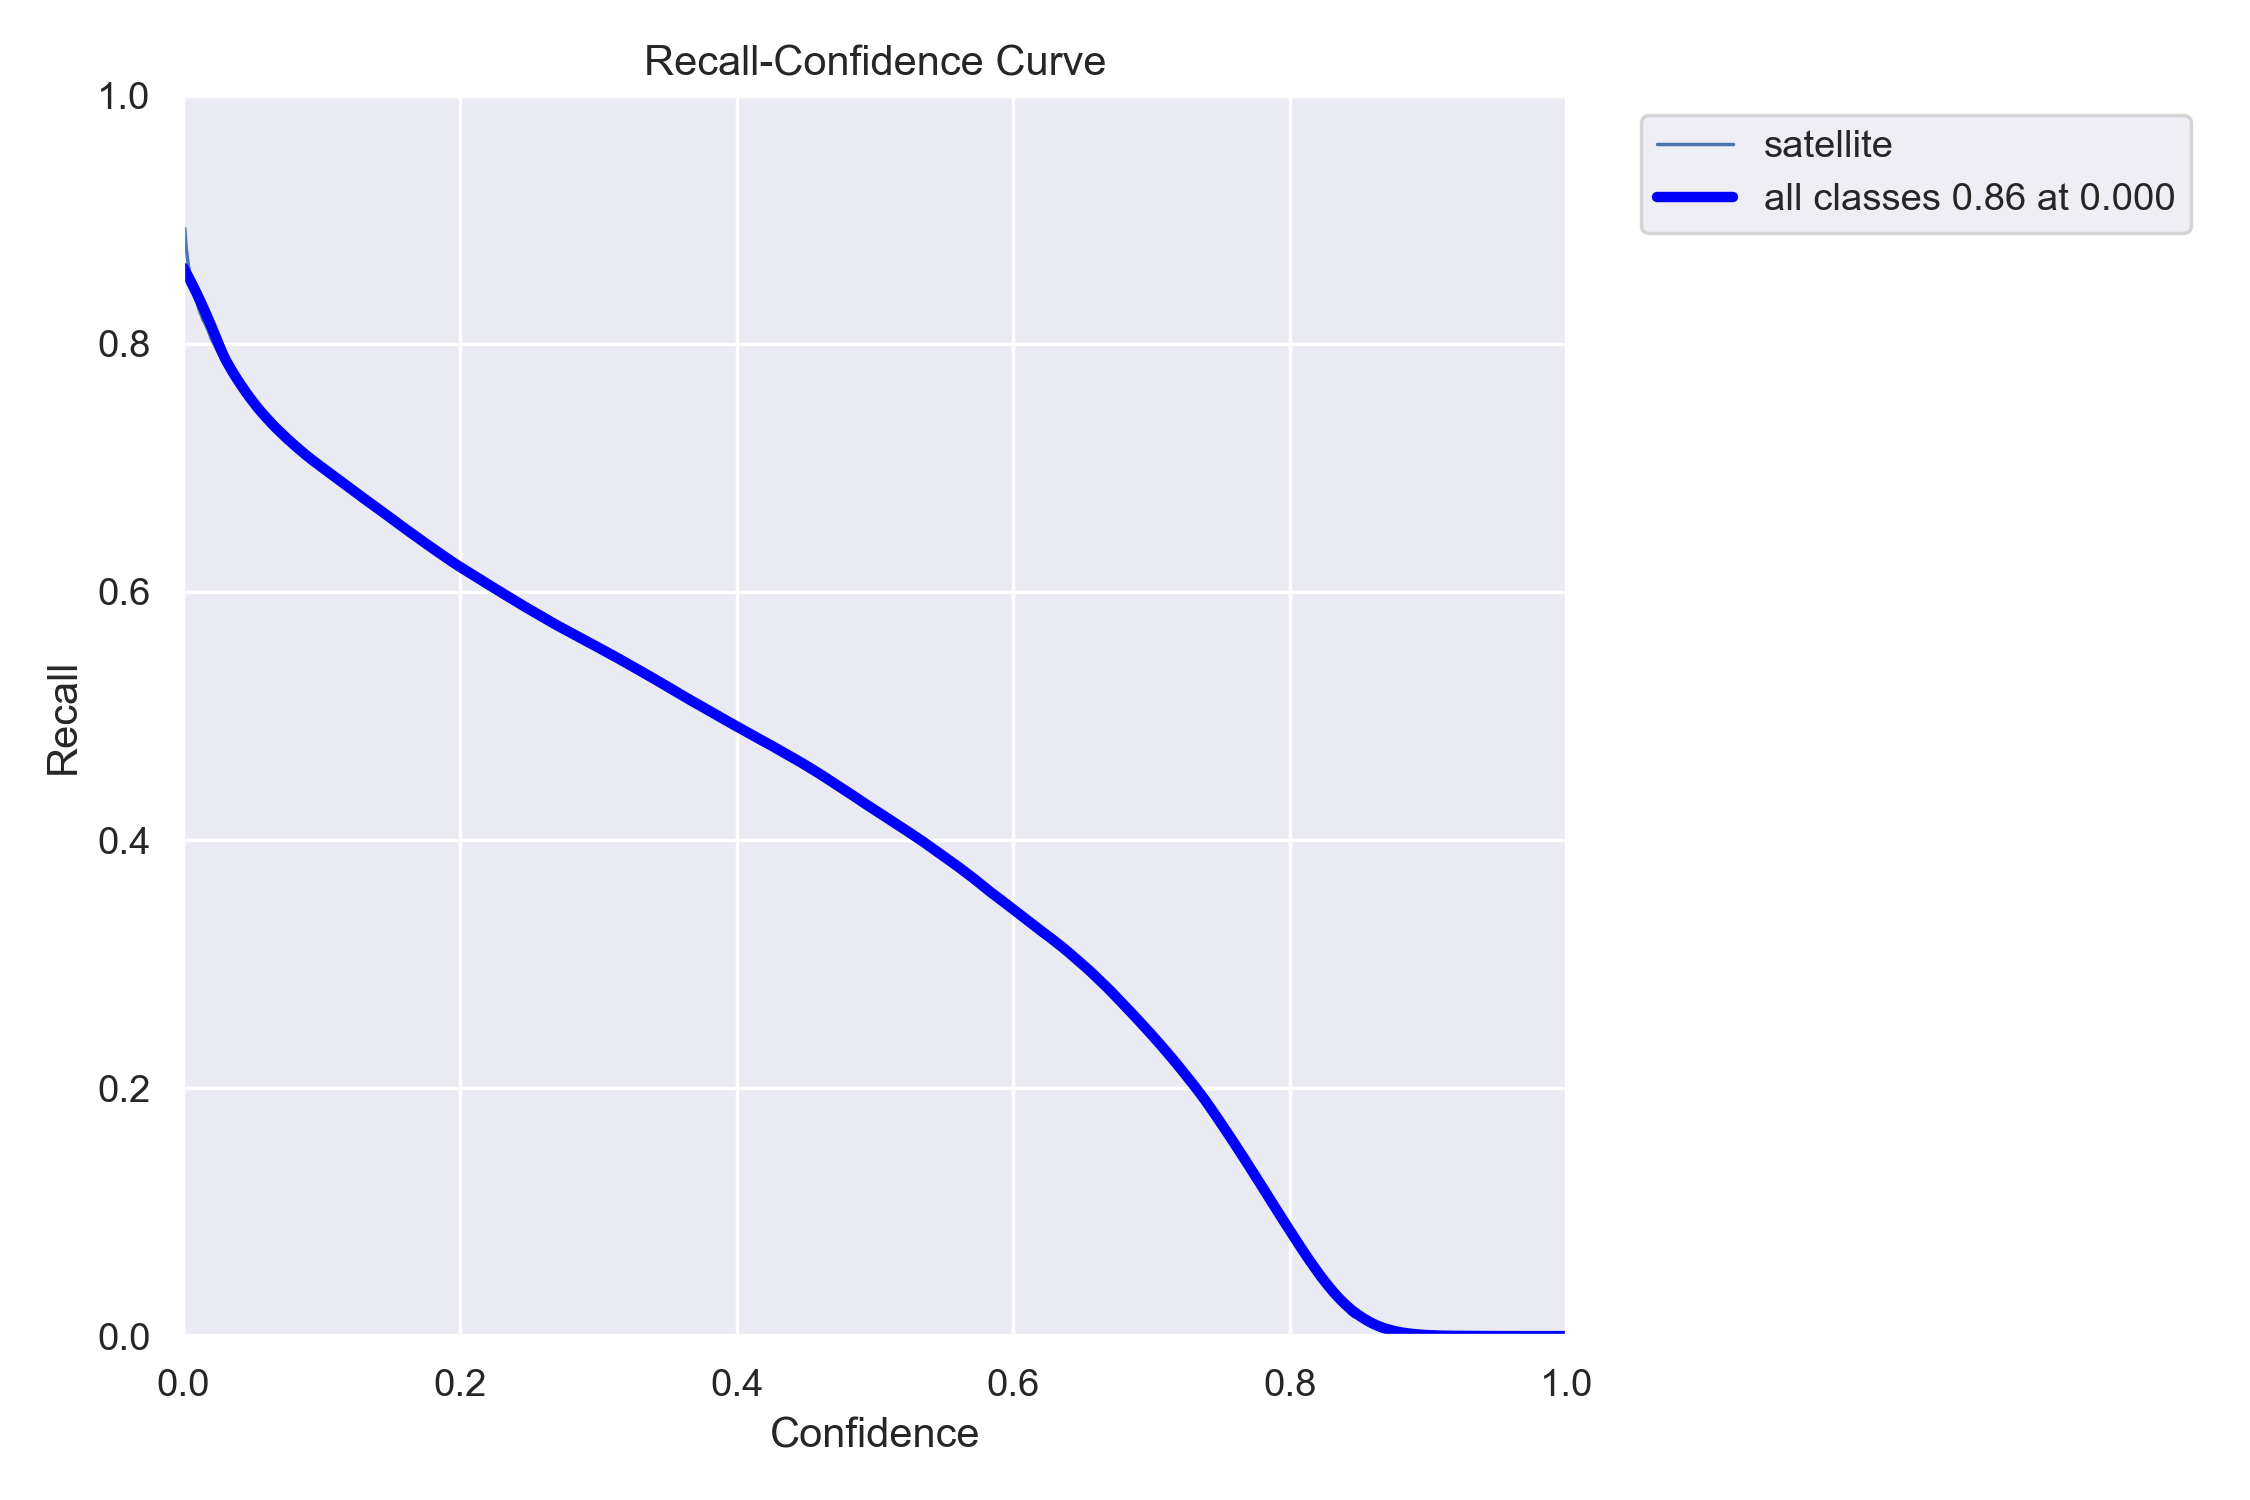 Recall-Confidence Curve
1.0
0.8
0.6
0.4
0.2
0.0
Recall
0.0 0.2 0.4 0.6 0.8 1.0
Confidence
satellite
all classes 0.86 at 0.000